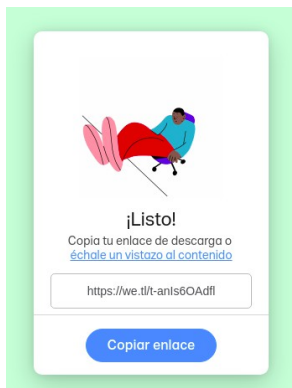 ¡Listo!
Copia tu enlace de descarga o
échale un vistazo al contenido
https://we.tl/t-anIs6OAdfl
Copiar enlace